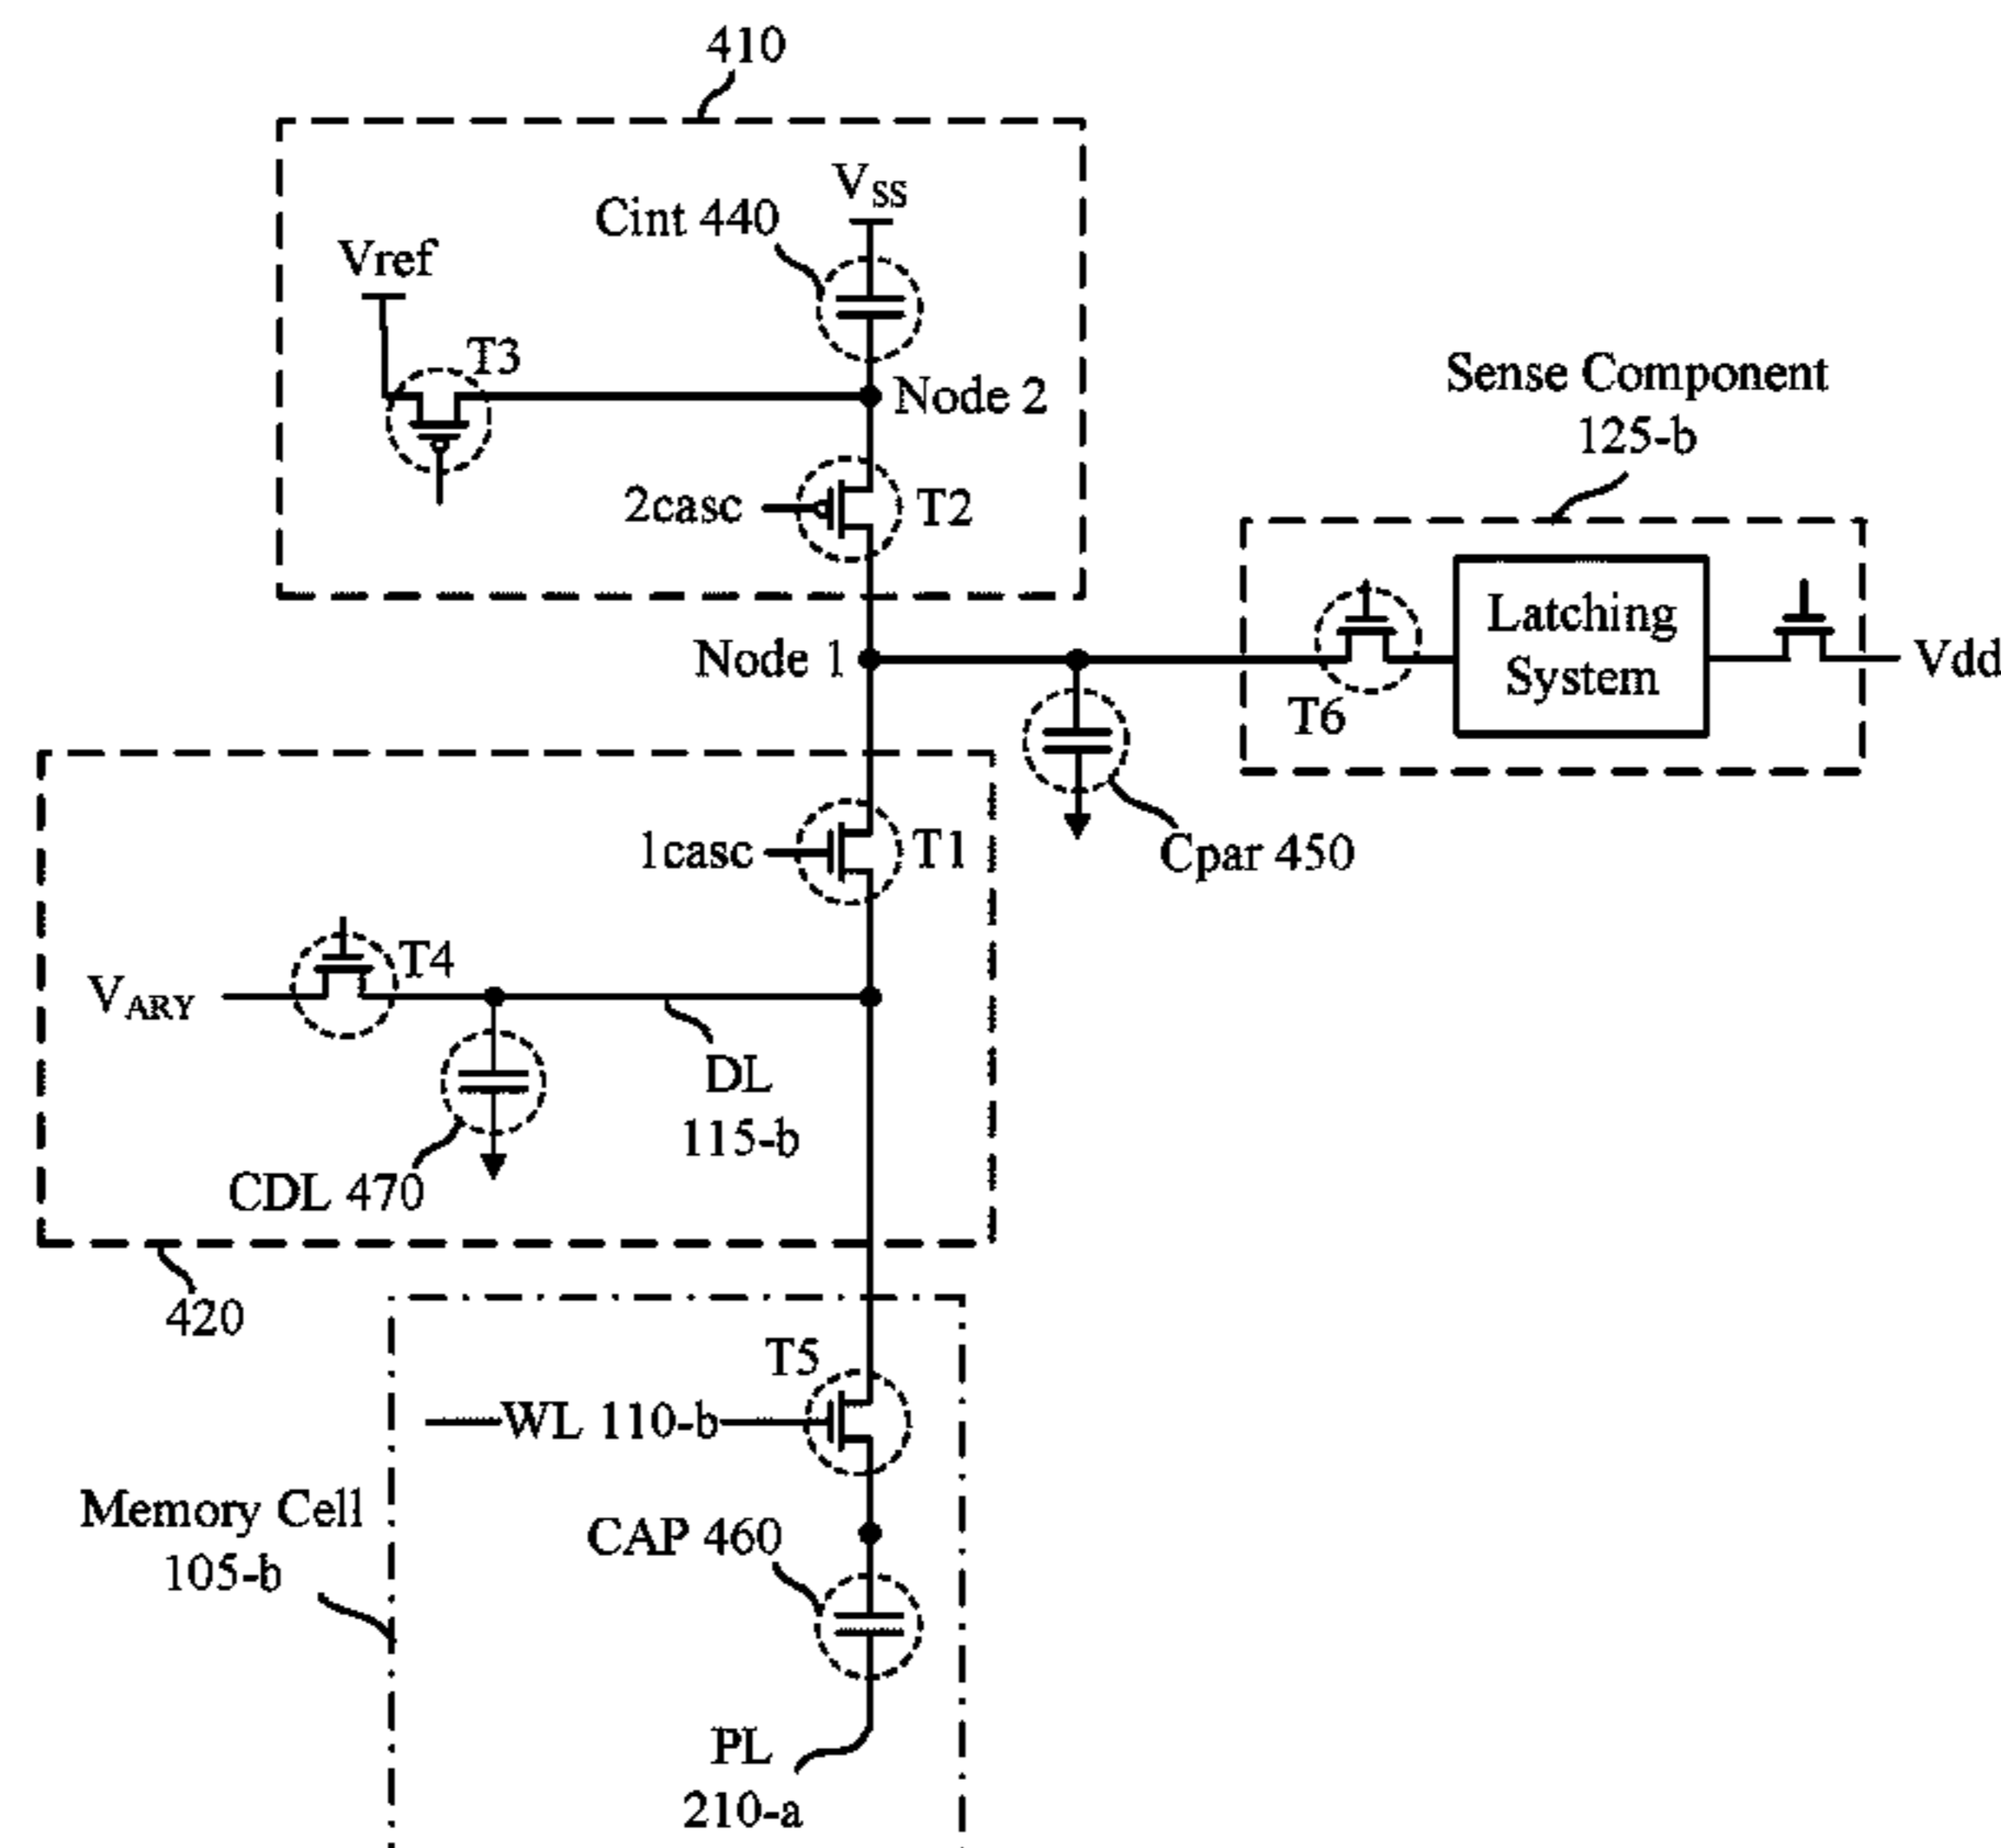 410
VSS
Cint 440
Vref
T3
Node 2
Sense Component
125-b
2casc
T2
Latching
System
Node 1
Vdd
T6
1casc
T1
Cpar 450
T4
VARY
DL
115-b
CDL 470
420
T5
WL 110-b
Memory Cell
105-b
CAP 460
PL
210-a